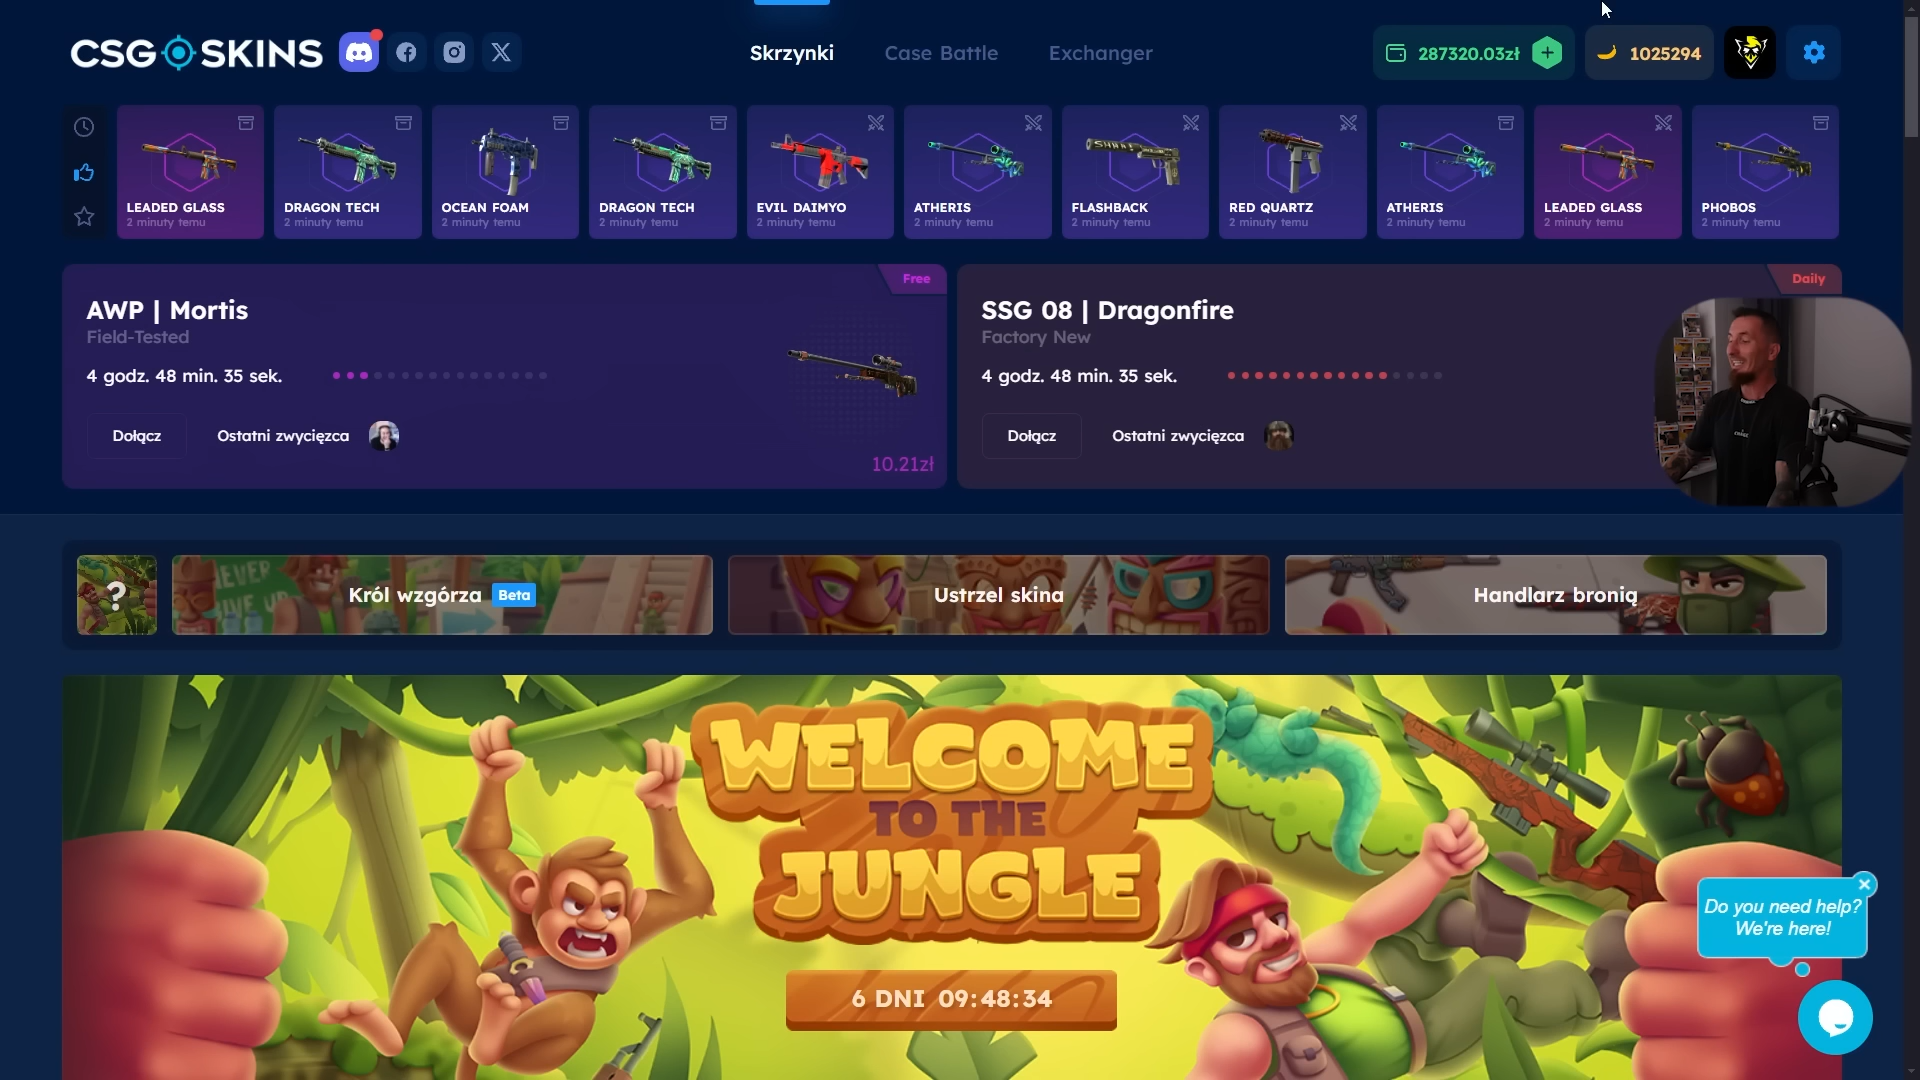 CSGOSKINS
Skrzynki
Case Battle
Exchanger
287320.03zł
1025294
LEADED GLASS
2 minuty temu
DRAGON TECH
2 minuty temu
OCEAN FOAM
2 minuty temu
DRAGON TECH
2 minuty temu
EVIL DAIMYO
2 minuty temu
ATHERIS
2 minuty temu
FLASHBACK
2 minuty temu
RED QUARTZ
2 minuty temu
ATHERIS
2 minuty temu
LEADED GLASS
2 minuty temu
PHOBOS
2 minuty temu
Free
AWP | Mortis
Field-Tested
4 godz. 48 min. 35 sek.
Dołącz
Ostatni zwycięzca
10.21zł
Daily
SSG 08 | Dragonfire
Factory New
4 godz. 48 min. 35 sek.
Dołącz
Ostatni zwycięzca
?
NEVER
GIVE UP
Król wzgórza Beta
Ustrzel skina
Handlarz bronią
WELCOME
TO THE
JUNGLE
6 DNI 09:48:34
Do you need help?
We're here!